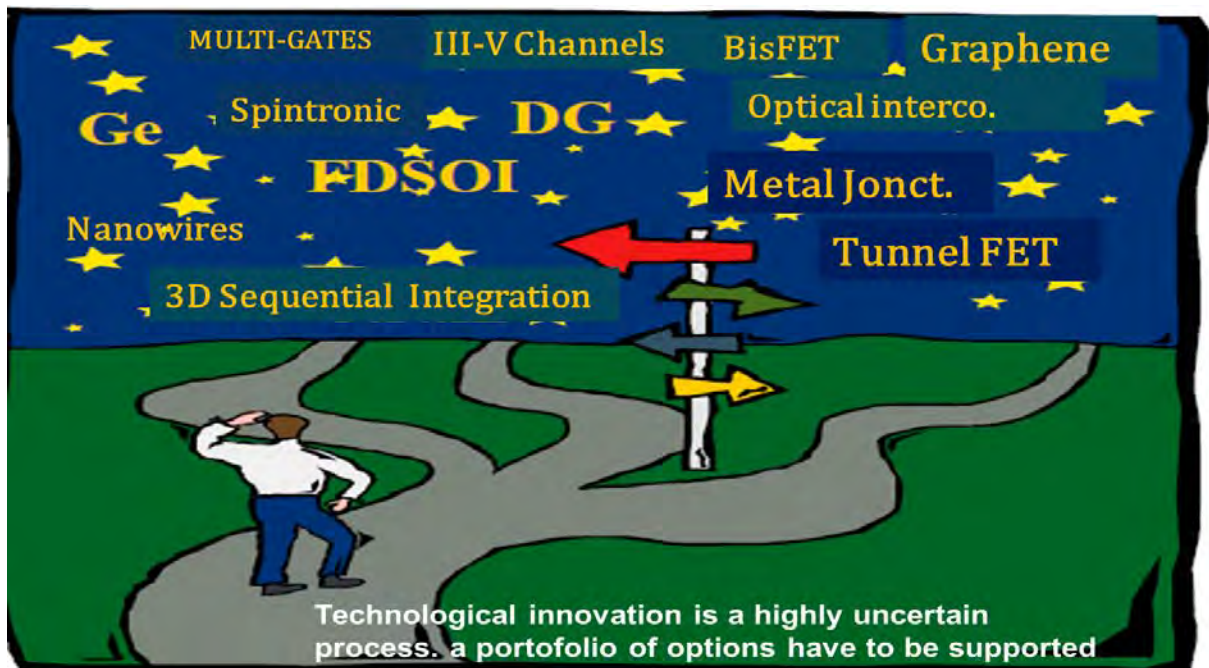 MULTI-GATES III-V Channels BisFET Graphene
Ge Spintronic DG Optical interco.
FDSOI Metal Jonct.
Nanowires Tunnel FET
3D Sequential Integration
Technological innovation is a highly uncertain
process. a portofolio of options have to be supported